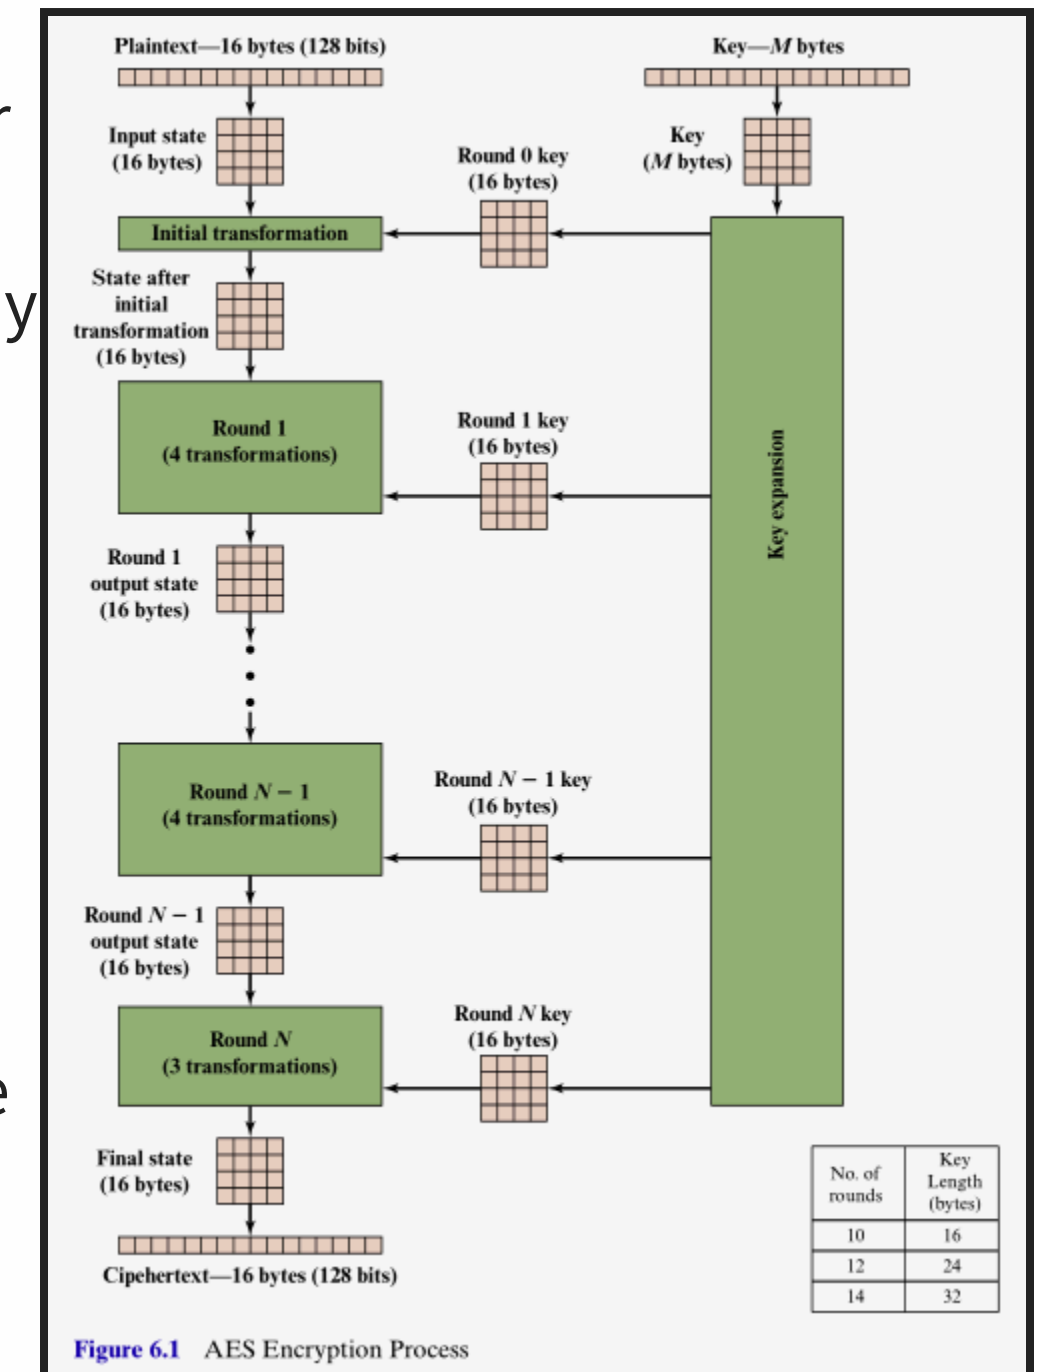 Plaintext—16 bytes (128 bits)
Key—M bytes
r
Input state
(16 bytes)
Key
(M bytes)
Round 0 key
(16 bytes)
Initial transformation
State after
initial
transformation
(16 bytes)
y
Round 1
(4 transformations)
Round 1 key
(16 bytes)
Key expansion
Round 1
output state
(16 bytes)
Round N − 1
(4 transformations)
Round N − 1 key
(16 bytes)
Round N − 1
output state
(16 bytes)
Round N
(3 transformations)
Round N key
(16 bytes)
e
Final state
(16 bytes)
Cipehertext—16 bytes (128 bits)
No. of
rounds
Key
Length
(bytes)
10 16
12 24
14 32
Figure 6.1 AES Encryption Process